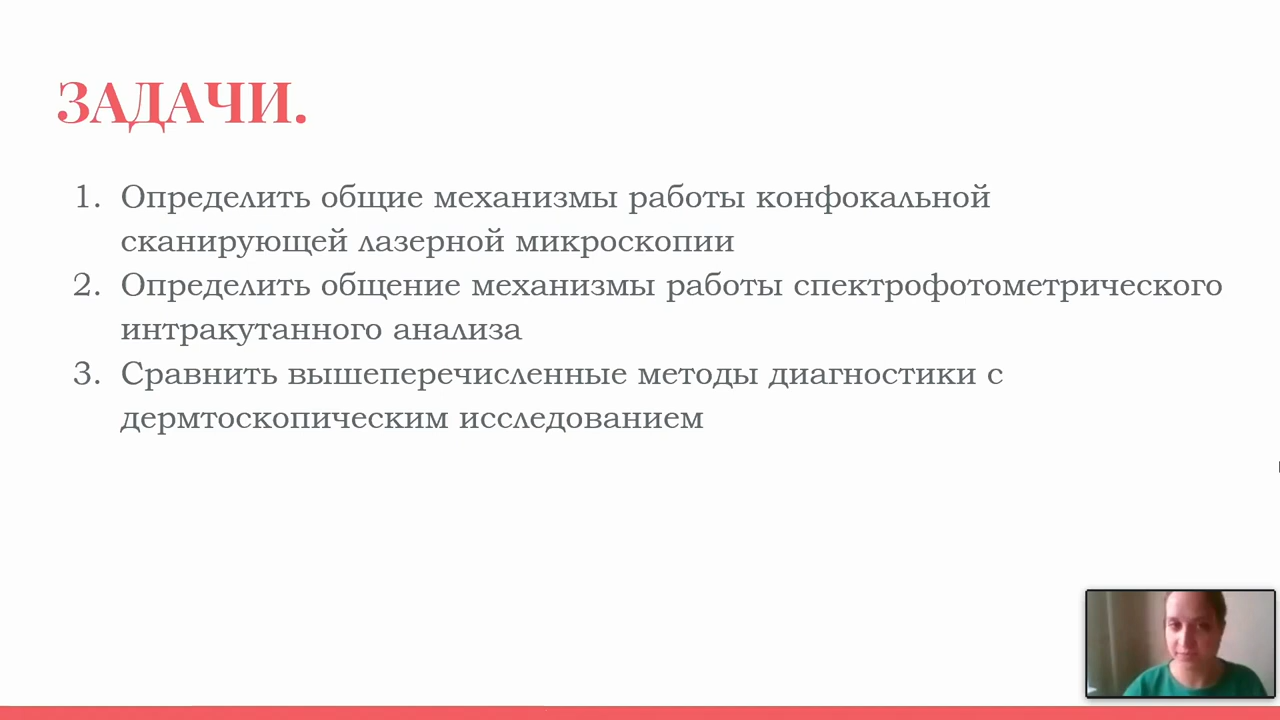 ЗАДАЧИ.
1. Определить общие механизмы работы конфокальной
сканирующей лазерной микроскопии
2. Определить общение механизмы работы спектрофотометрического
интракутанного анализа
3. Сравнить вышеперечисленные методы диагностики с
дермтоскопическим исследованием